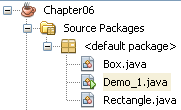 Chapter06
Source Packages
<default package>
Box.java
Demo_1.java
Rectangle.java